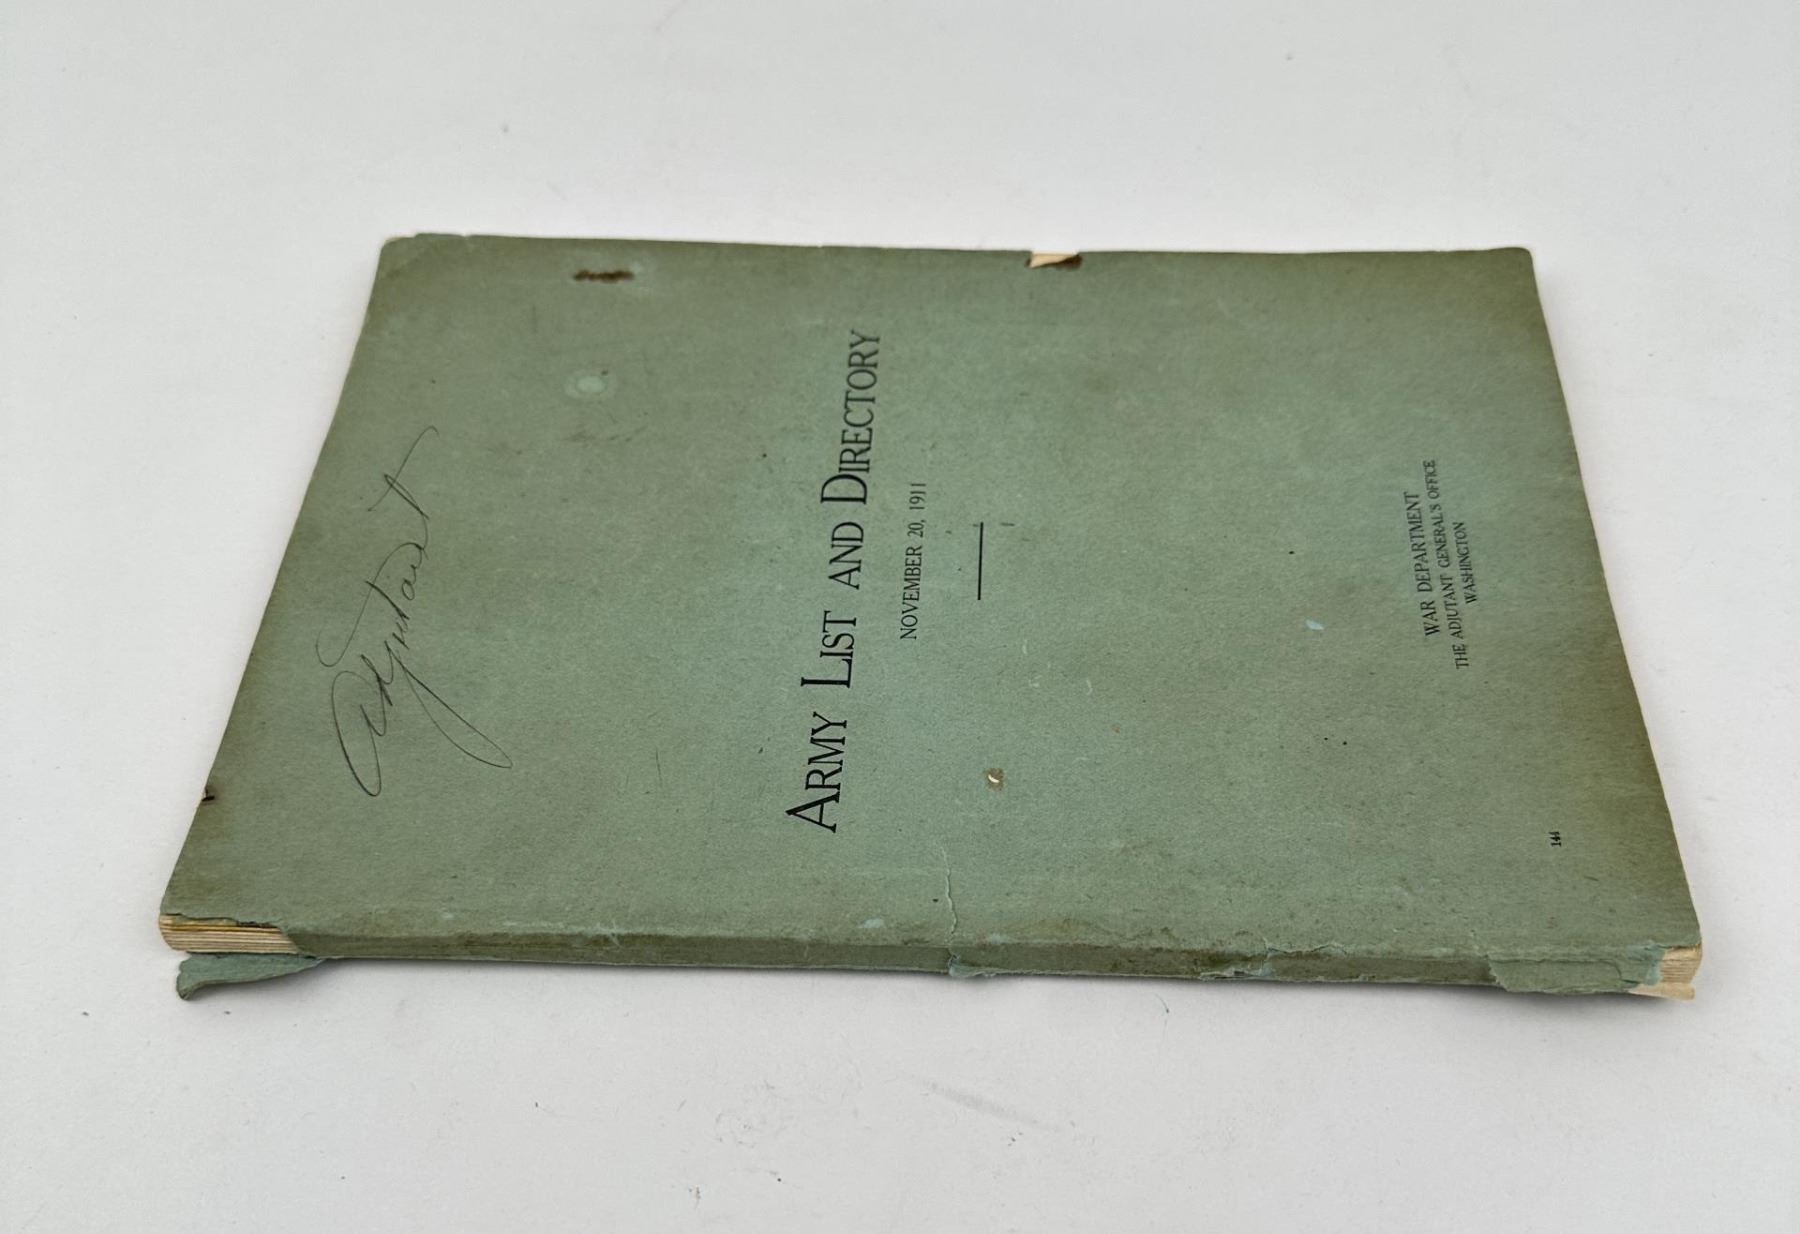 Adjutant
ARMY LIST AND DIRECTORY
NOVEMBER 20, 1911
WAR DEPARTMENT
THE ADJUTANT GENERAL'S OFFICE
WASHINGTON
144